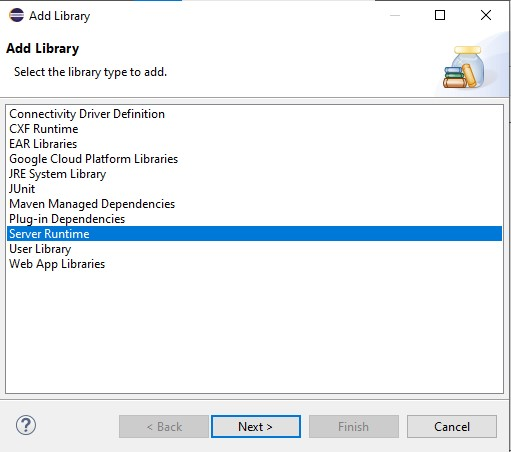 Add Library
Add Library
Select the library type to add.
Connectivity Driver Definition
CXF Runtime
EAR Libraries
Google Cloud Platform Libraries
JRE System Library
JUnit
Maven Managed Dependencies
Plug-in Dependencies
Server Runtime
User Library
Web App Libraries
?
< Back
Next >
Finish
Cancel